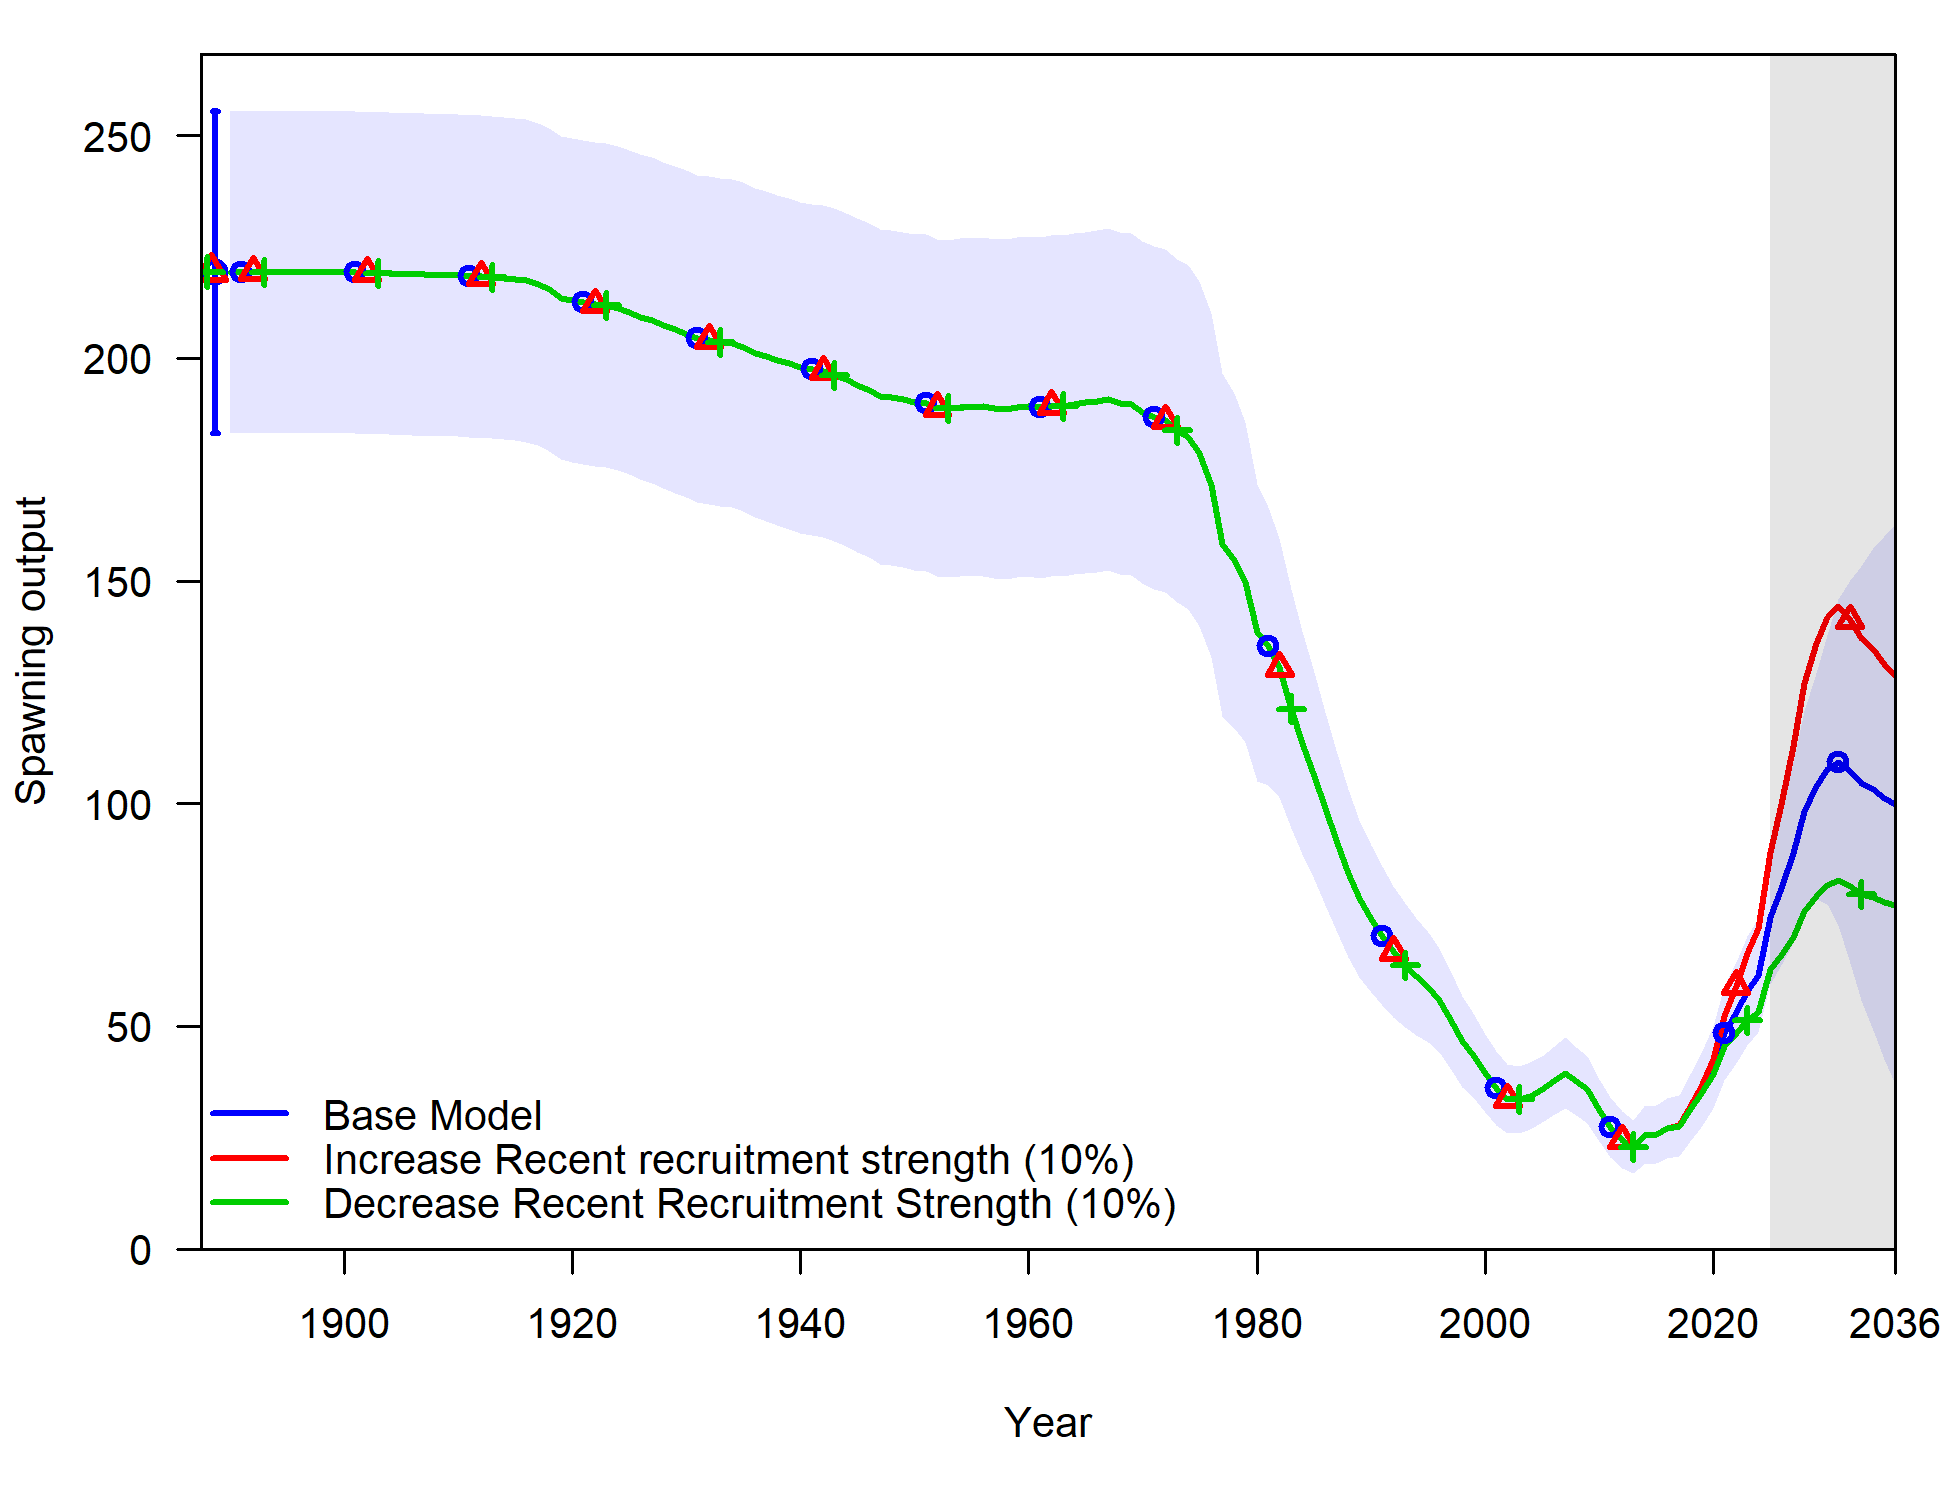 250
200
150
100
50
0
Spawning output
Base Model
Increase Recent recruitment strength (10%)
Decrease Recent Recruitment Strength (10%)
1900 1920 1940 1960 1980 2000 2020 2036
Year